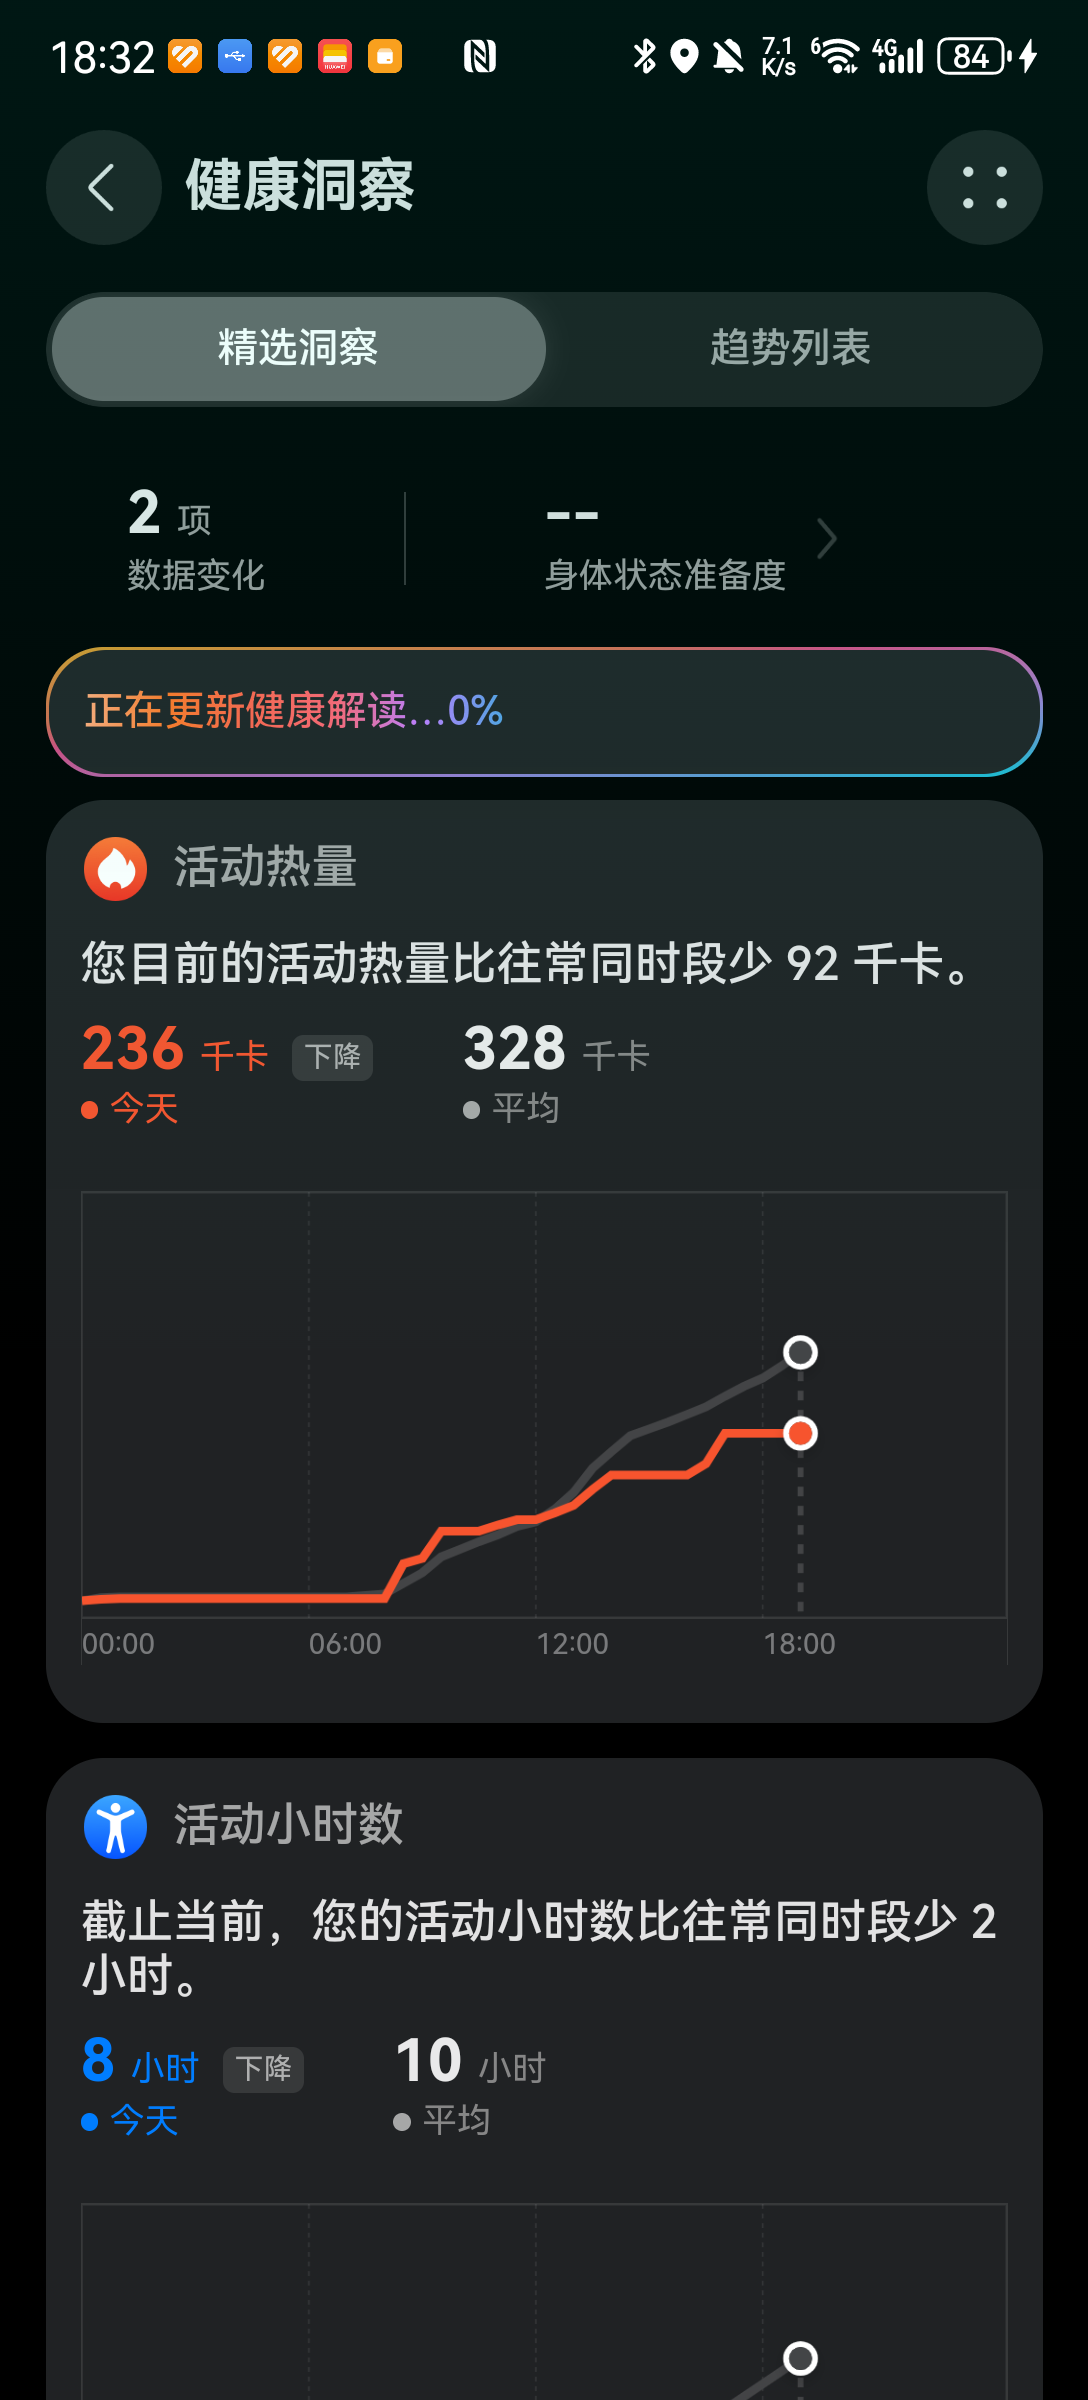 18:32
HUAWEI
7.1 K/s
6
4G
84
健康洞察
精选洞察 趋势列表
2 项 --
数据变化 身体状态准备度
正在更新健康解读...0%
活动热量
您目前的活动热量比往常同时段少 92 千卡。
236 千卡 下降 328 千卡
今天 平均
00:00 06:00 12:00 18:00
活动小时数
截止当前，您的活动小时数比往常同时段少 2
小时。
8 小时 下降 10 小时
今天 平均